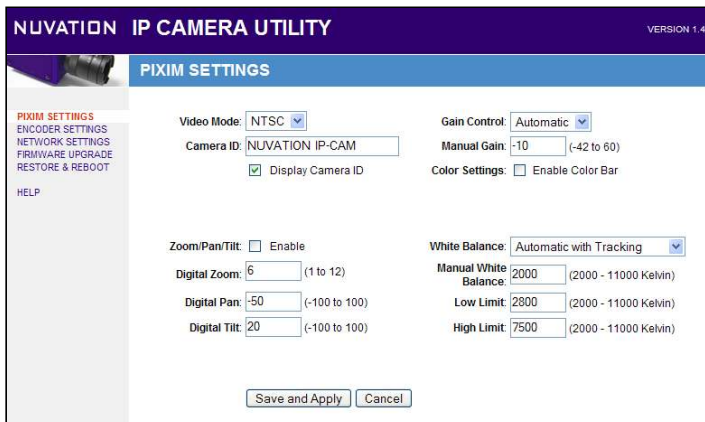 NUVATION IP CAMERA UTILITY
VERSION 1.4
PIXIM SETTINGS
PIXIM SETTINGS
ENCODER SETTINGS
NETWORK SETTINGS
FIRMWARE UPGRADE
RESTORE & REBOOT
HELP
Video Mode: NTSC
Camera ID: NUVATION IP-CAM
Display Camera ID
Gain Control: Automatic
Manual Gain: -10 (-42 to 60)
Color Settings: Enable Color Bar
Zoom/Pan/Tilt: Enable
Digital Zoom: 6 (1 to 12)
Digital Pan: -50 (-100 to 100)
Digital Tilt: 20 (-100 to 100)
White Balance: Automatic with Tracking
Manual White
Balance: 2000 (2000 - 11000 Kelvin)
Low Limit: 2800 (2000 - 11000 Kelvin)
High Limit: 7500 (2000 - 11000 Kelvin)
Save and Apply Cancel